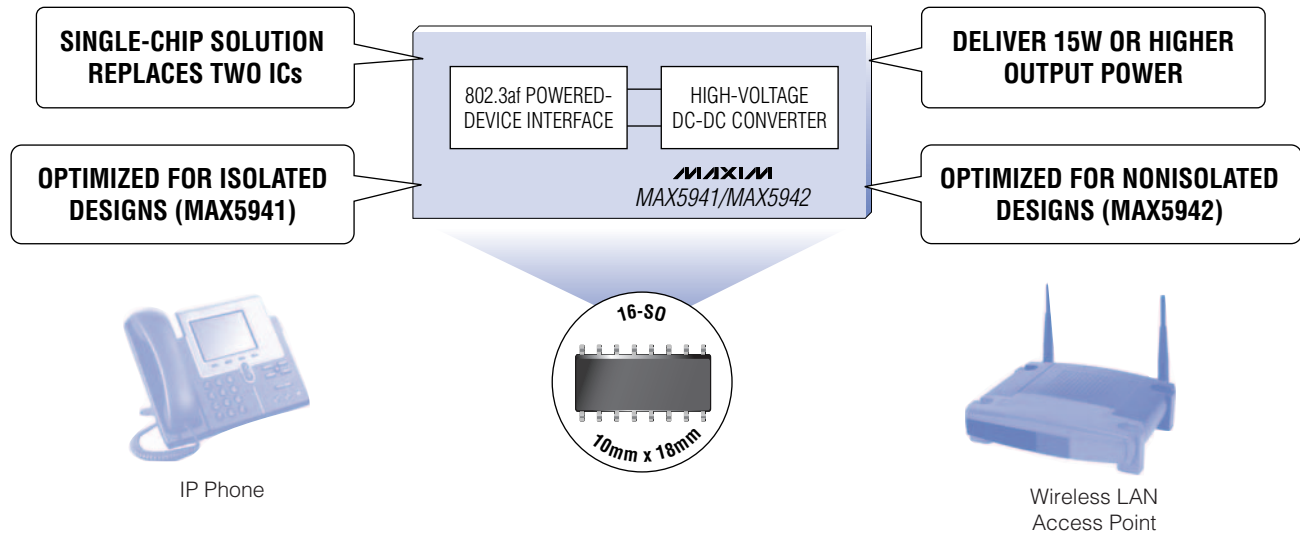 SINGLE-CHIP SOLUTION
REPLACES TWO ICs
DELIVER 15W OR HIGHER
OUTPUT POWER
802.3af POWERED-
DEVICE INTERFACE
HIGH-VOLTAGE
DC-DC CONVERTER
OPTIMIZED FOR ISOLATED
DESIGNS (MAX5941)
MAXIM
MAX5941/MAX5942
OPTIMIZED FOR NONISOLATED
DESIGNS (MAX5942)
16-SO
10mm x 18mm
IP Phone
Wireless LAN
Access Point